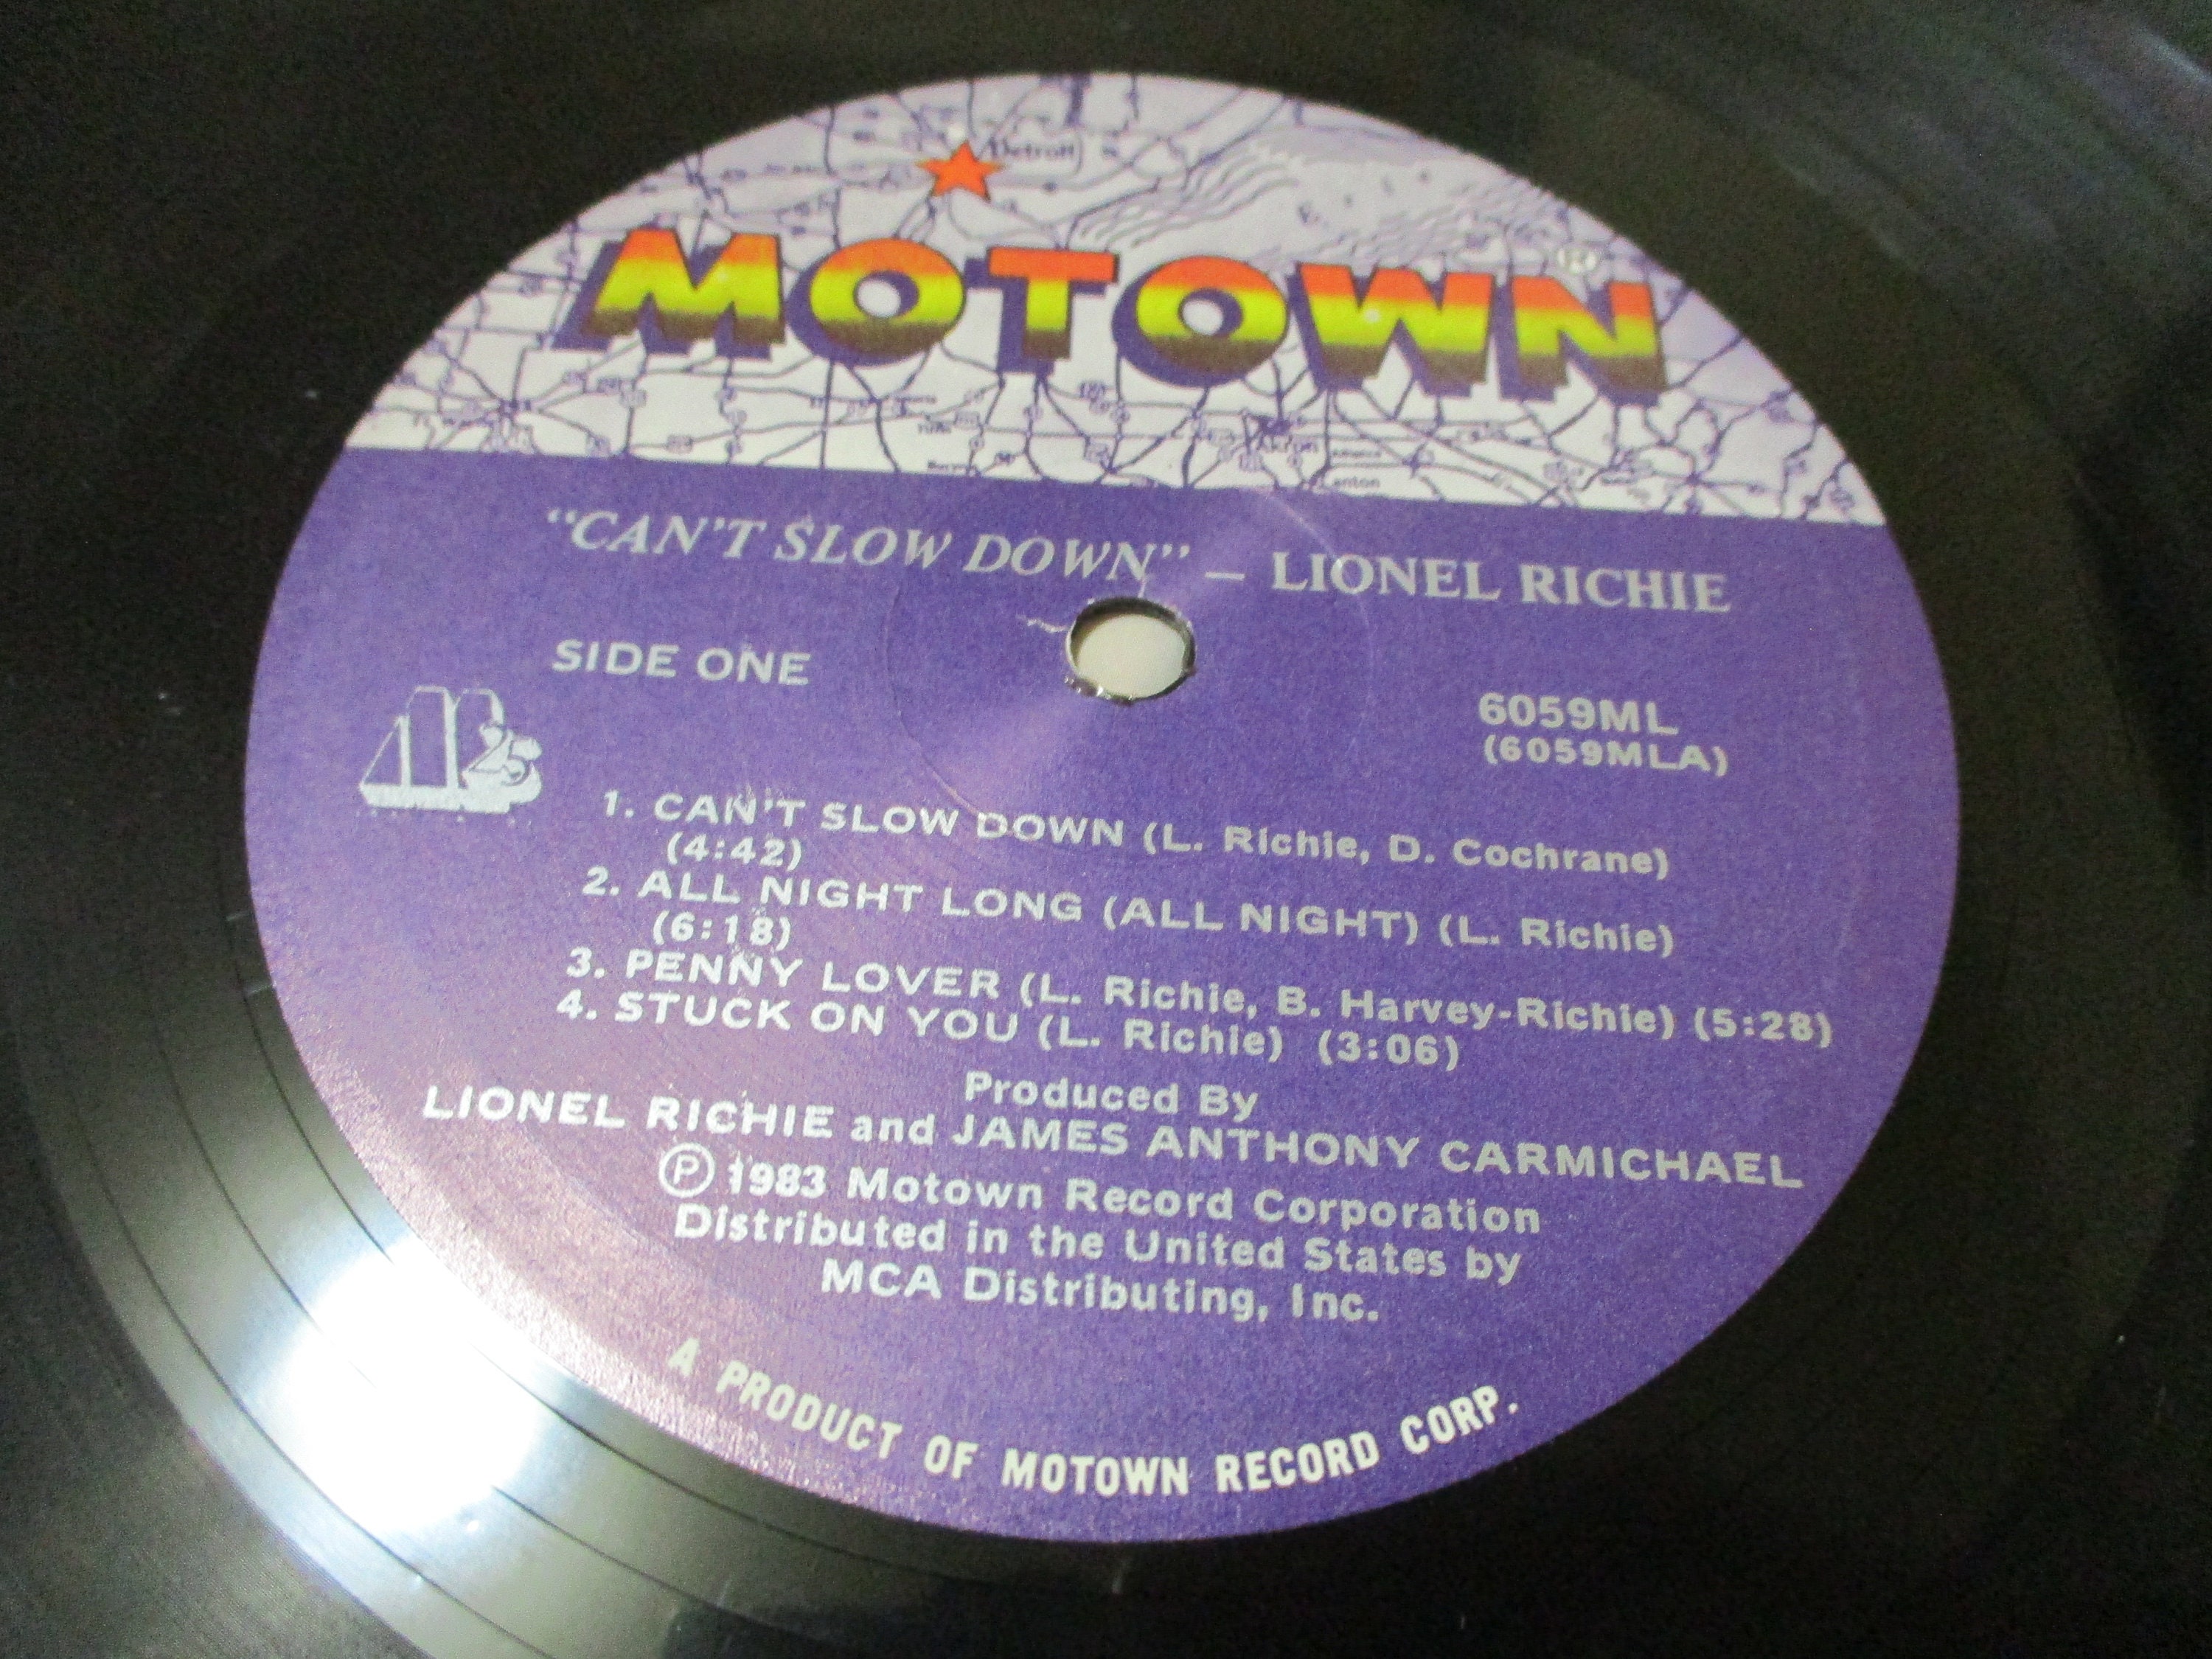 Detroit
MOTOWN
®
Akron
"CAN'T SLOW DOWN" – LIONEL RICHIE
SIDE ONE
6059ML
(6059MLA)
25
1. CAN'T SLOW DOWN (L. Richie, D. Cochrane)
(4:42)
2. ALL NIGHT LONG (ALL NIGHT) (L. Richie)
(6:18)
3. PENNY LOVER (L. Richie, B. Harvey-Richie) (5:28)
4. STUCK ON YOU (L. Richie) (3:06)
Produced By
LIONEL RICHIE and JAMES ANTHONY CARMICHAEL
Ⓟ 1983 Motown Record Corporation
Distributed in the United States by
MCA Distributing, Inc.
A PRODUCT OF MOTOWN RECORD CORP.